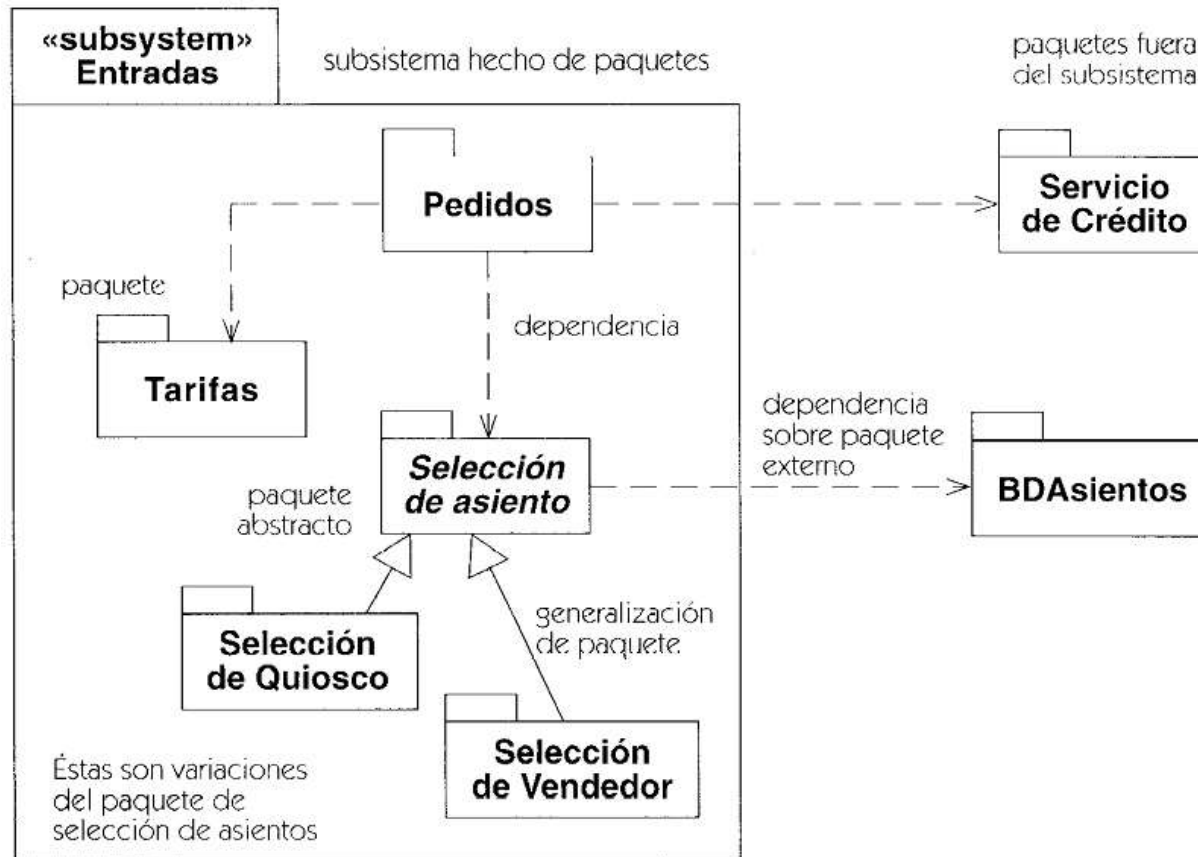 «subsystem»
Entradas
subsistema hecho de paquetes
paquetes fuera
del subsistema
Pedidos
Servicio
de Crédito
paquete
dependencia
Tarifas
dependencia
sobre paquete
externo
Selección
de asiento
BDAsientos
paquete
abstracto
generalización
de paquete
Selección
de Quiosco
Selección
de Vendedor
Éstas son variaciones
del paquete de
selección de asientos